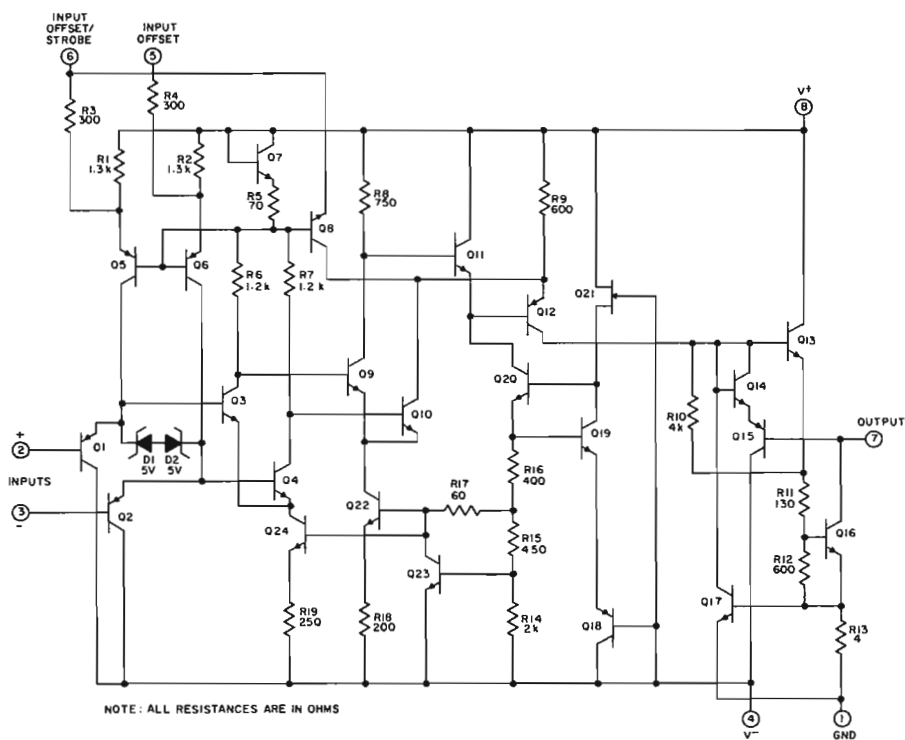 INPUT
OFFSET/
STROBE
6
INPUT
OFFSET
5
R3
300
R4
300
V+
8
R1
1.3k
R2
1.3k
Q7
R5
70
R8
750
R9
600
Q8
Q5
Q6
R6
1.2k
R7
1.2k
Q11
Q21
Q12
Q13
Q3
Q9
Q10
Q20
R10
4k
Q14
Q15
OUTPUT
7
+
2
Q1
D1
5V
D2
5V
Q19
INPUTS
3
-
Q2
Q4
R16
400
R17
60
R11
130
Q16
Q24
Q22
R15
450
R12
600
Q23
Q17
R19
250
R18
200
R14
2k
Q18
R13
4
NOTE: ALL RESISTANCES ARE IN OHMS
4
V-
1
GND